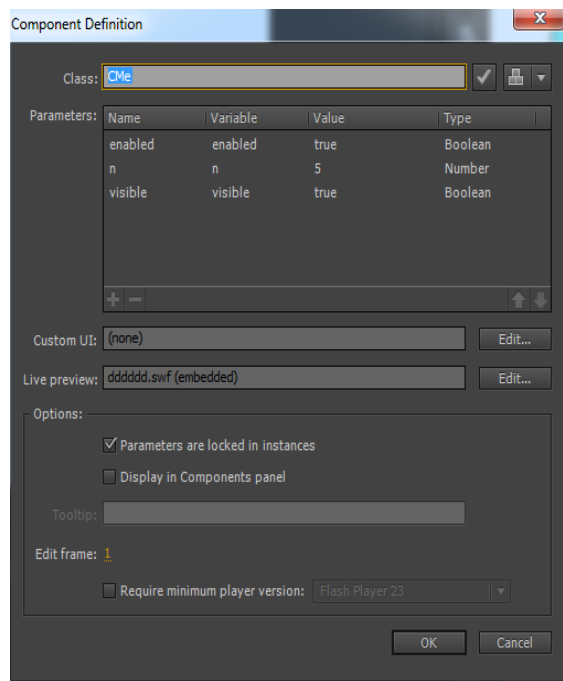 Component Definition
Class: CMe
Parameters: Name Variable Value Type
enabled enabled true Boolean
n n 5 Number
visible visible true Boolean
Custom UI: (none) Edit...
Live preview: dddddd.swf (embedded) Edit...
Options:
Parameters are locked in instances
Display in Components panel
Tooltip:
Edit frame: 1
Require minimum player version: Flash Player 23
OK Cancel